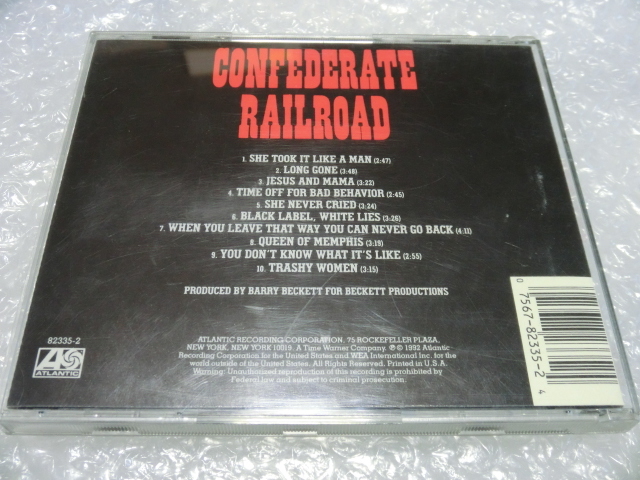 CONFEDERATE
RAILROAD
1. SHE TOOK IT LIKE A MAN (2:47)
2. LONG GONE (3:48)
3. JESUS AND MAMA (3:22)
4. TIME OFF FOR BAD BEHAVIOR (2:45)
5. SHE NEVER CRIED (3:24)
6. BLACK LABEL, WHITE LIES (3:26)
7. WHEN YOU LEAVE THAT WAY YOU CAN NEVER GO BACK (4:11)
8. QUEEN OF MEMPHIS (3:19)
9. YOU DON'T KNOW WHAT IT'S LIKE (2:55)
10. TRASHY WOMEN (3:15)
PRODUCED BY BARRY BECKETT FOR BECKETT PRODUCTIONS
82335-2
ATLANTIC
ATLANTIC RECORDING CORPORATION, 75 ROCKEFELLER PLAZA,
NEW YORK, NEW YORK 10019. A Time Warner Company. ℗ © 1992 Atlantic
Recording Corporation for the United States and WEA International Inc. for the
world outside of the United States. All Rights Reserved. Printed in U.S.A.
Warning: Unauthorized reproduction of this recording is prohibited by
Federal law and subject to criminal prosecution.
0 7567-82335-2 4